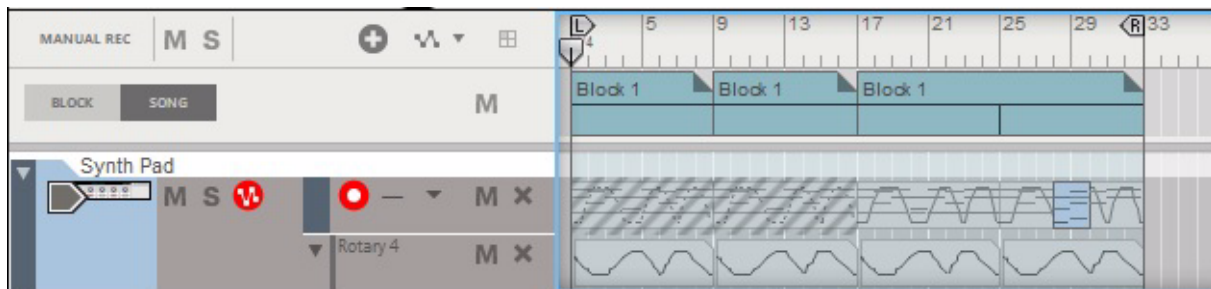 MANUAL REC M S
L 5 9 13 17 21 25 29 R 33
4
BLOCK SONG M
Block 1 Block 1 Block 1
Synth Pad
M S M
Rotary 4 M